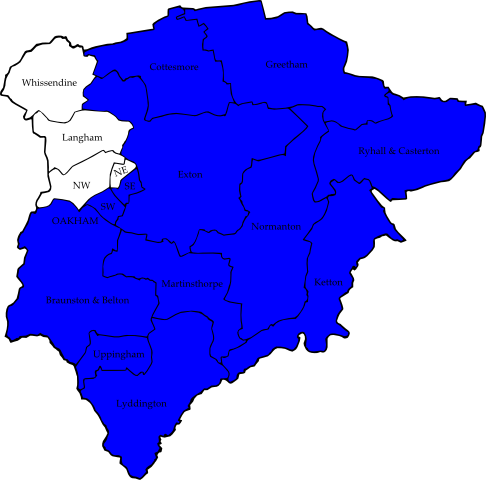 Cottesmore
Greetham
Whissendine
Langham
Ryhall & Casterton
NE
Exton
NW
SE
SW
OAKHAM
Normanton
Martinsthorpe
Ketton
Braunston & Belton
Uppingham
Lyddington